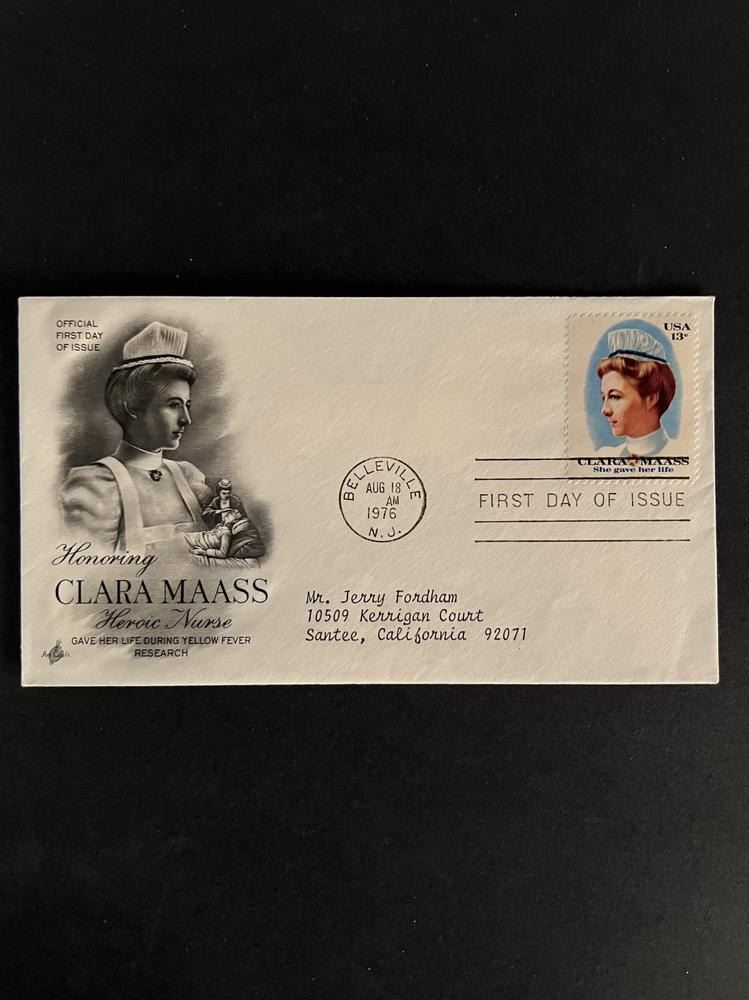 OFFICIAL
FIRST DAY
OF ISSUE
Honoring
CLARA MAASS
Heroic Nurse
GAVE HER LIFE DURING YELLOW FEVER
RESEARCH
Art Craft
BELLEVILLE
AUG 18
AM
1976
N.J.
USA
13c
CLARA MAASS
She gave her life
FIRST DAY OF ISSUE
Mr. Jerry Fordham
10509 Kerrigan Court
Santee, California 92071